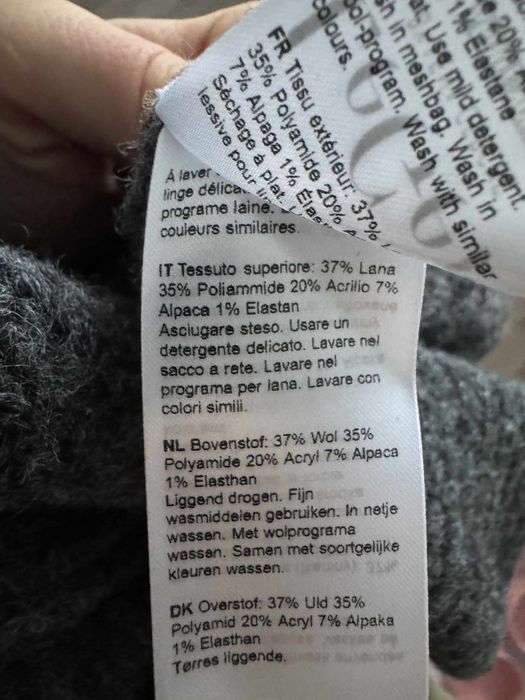 e 20% A
1% Elastane
at. Use mild detergent.
sh in meshbag. Wash in
ool-program. Wash with similar
colours.
FR Tissu extérieur: 37% L
35% Polyamide 20% A
7% Alpaga 1% Élas
Séchage à plat.
lessive pour li
À laver
linge délica
programe laine.
couleurs similaires.
IT Tessuto superiore: 37% Lana
35% Poliammide 20% Acrilio 7%
Alpaca 1% Elastan
Asciugare steso. Usare un
detergente delicato. Lavare nel
sacco a rete. Lavare nel
programa per lana. Lavare con
colori simili.
NL Bovenstof: 37% Wol 35%
Polyamide 20% Acryl 7% Alpaca
1% Elasthan
Liggend drogen. Fijn
wasmiddelen gebruiken. In netje
wassen. Met wolprograma
wassen. Samen met soortgelijke
kleuren wassen.
DK Overstof: 37% Uld 35%
Polyamid 20% Acryl 7% Alpaka
1% Elasthan
Tørres liggende.